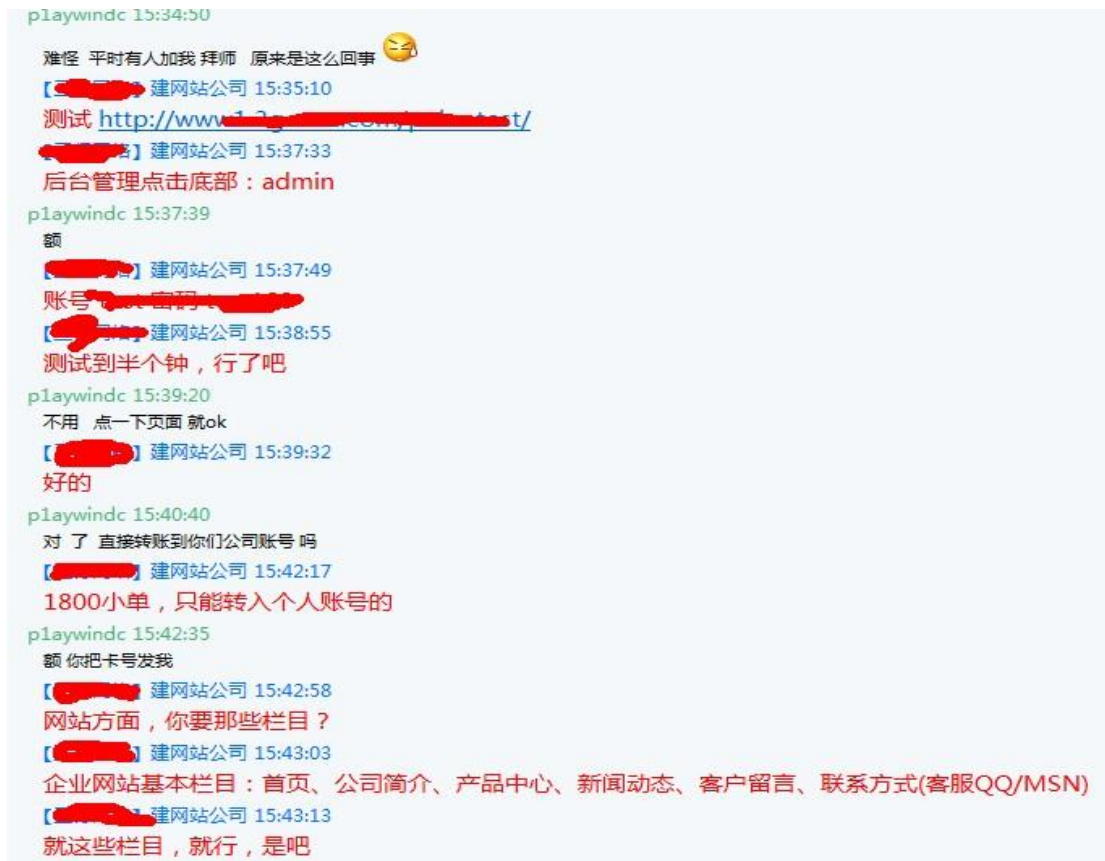 p1aywindc 15:34:50
难怪 平时有人加我 拜师 原来是这么回事
【 】建网站公司 15:35:10
测试 http://www t/
】建网站公司 15:37:33
后台管理点击底部：admin
p1aywindc 15:37:39
额
【 】建网站公司 15:37:49
账号
【 】建网站公司 15:38:55
测试到半个钟，行了吧
p1aywindc 15:39:20
不用 点一下页面 就ok
【 】建网站公司 15:39:32
好的
p1aywindc 15:40:40
对 了 直接转账到你们公司账号 吗
【 】建网站公司 15:42:17
1800小单，只能转入个人账号的
p1aywindc 15:42:35
额 你把卡号发我
【 】建网站公司 15:42:58
网站方面，你要那些栏目？
【 】建网站公司 15:43:03
企业网站基本栏目：首页、公司简介、产品中心、新闻动态、客户留言、联系方式(客服QQ/MSN)
【 】建网站公司 15:43:13
就这些栏目，就行，是吧